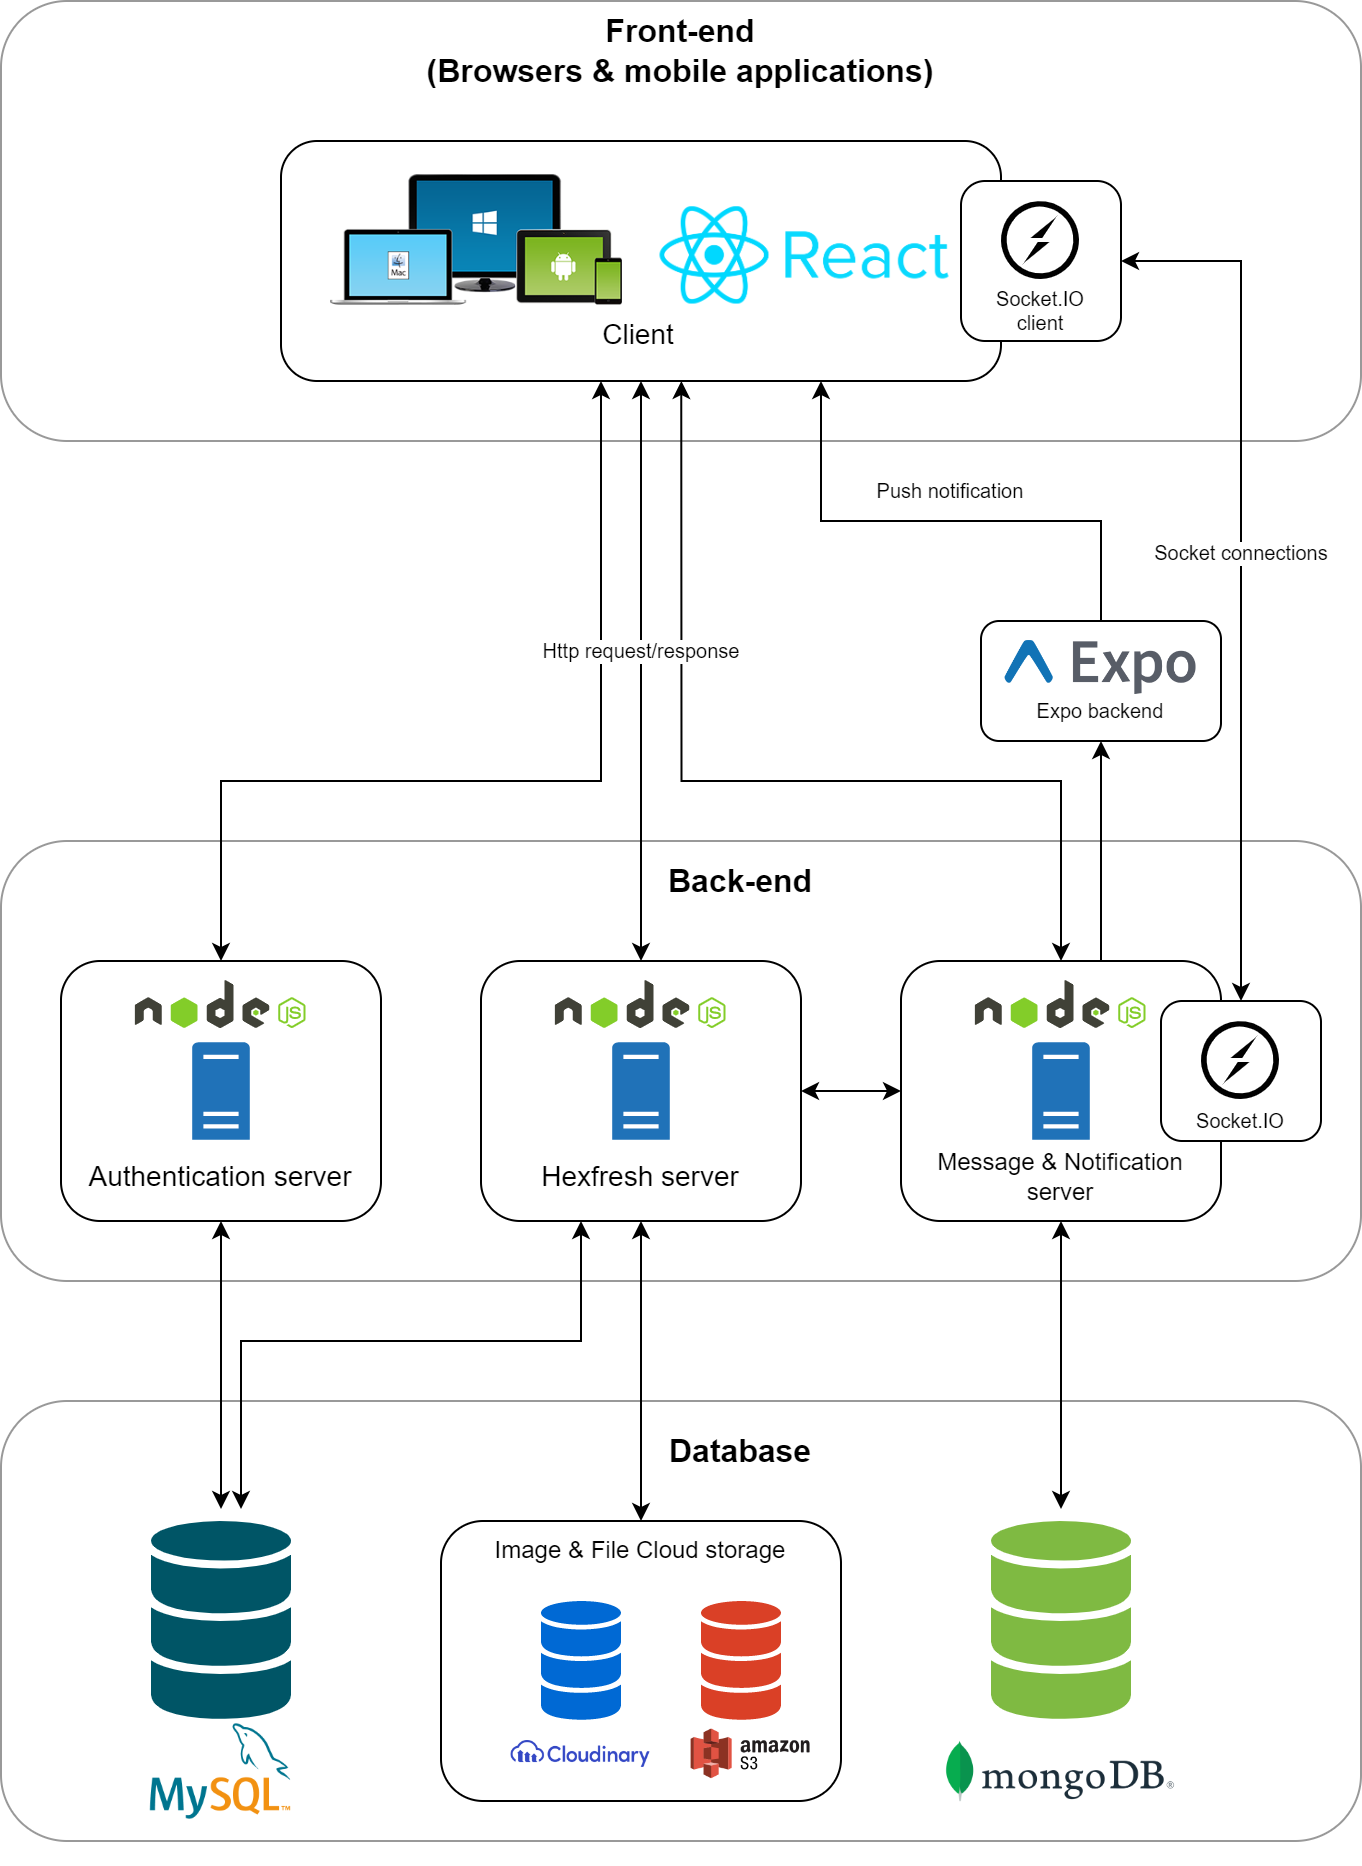 Front-end
(Browsers & mobile applications)
Mac
React
Socket.IO
client
Client
Push notification
Socket connections
Http request/response
Expo
Expo backend
Back-end
node
JS
node
JS
node
JS
Socket.IO
Authentication server
Hexfresh server
Message & Notification
server
Database
Image & File Cloud storage
Cloudinary
amazon
S3
MySQL™
mongoDB®